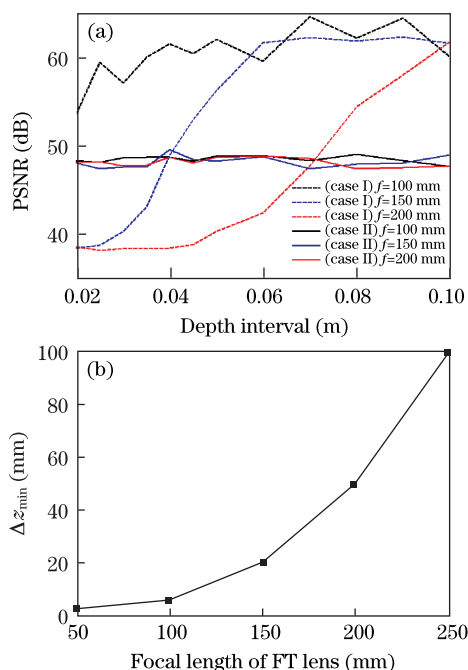 (a)
60
50
40
PSNR (dB)
(case I) f=100 mm
(case I) f=150 mm
(case I) f=200 mm
(case II) f=100 mm
(case II) f=150 mm
(case II) f=200 mm
0.02 0.04 0.06 0.08 0.10
Depth interval (m)
(b)
100
80
60
40
20
0
Δzmin (mm)
50 100 150 200 250
Focal length of FT lens (mm)